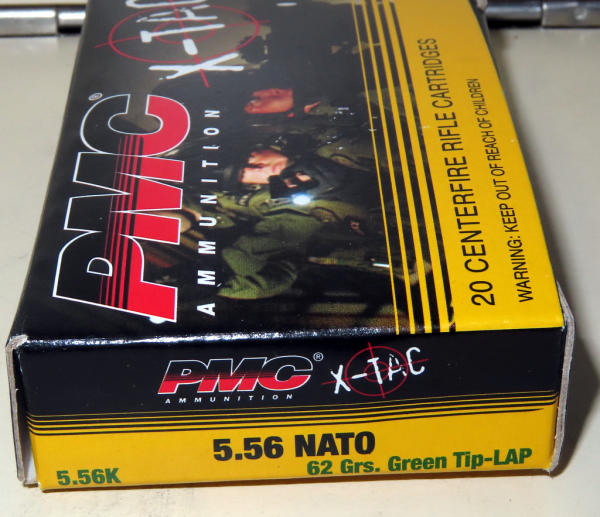 PMC®
AMMUNITION
X-TAC
20 CENTERFIRE RIFLE CARTRIDGES
WARNING: KEEP OUT OF REACH OF CHILDREN
PMC® X-TAC
AMMUNITION
5.56 NATO
5.56K 62 Grs. Green Tip-LAP